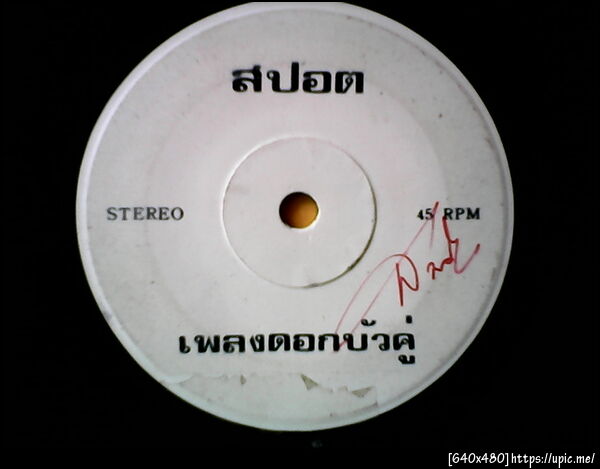 สปอต
STEREO
45 RPM
เพลงดอกบัวคู่
[640x480]https://upic.me/